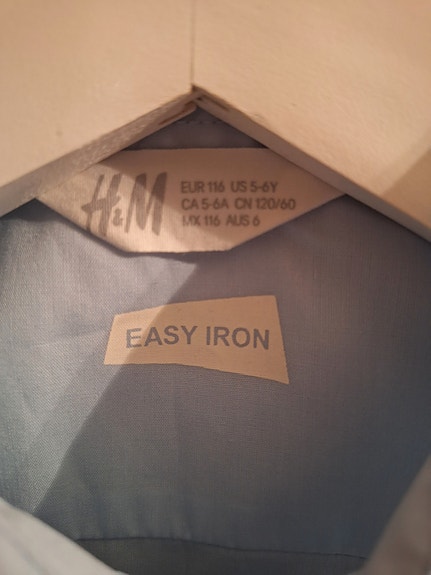 H&M
EUR 116 US 5-6Y
CA 5-6A CN 120/60
MX 116 AUS 6
EASY IRON